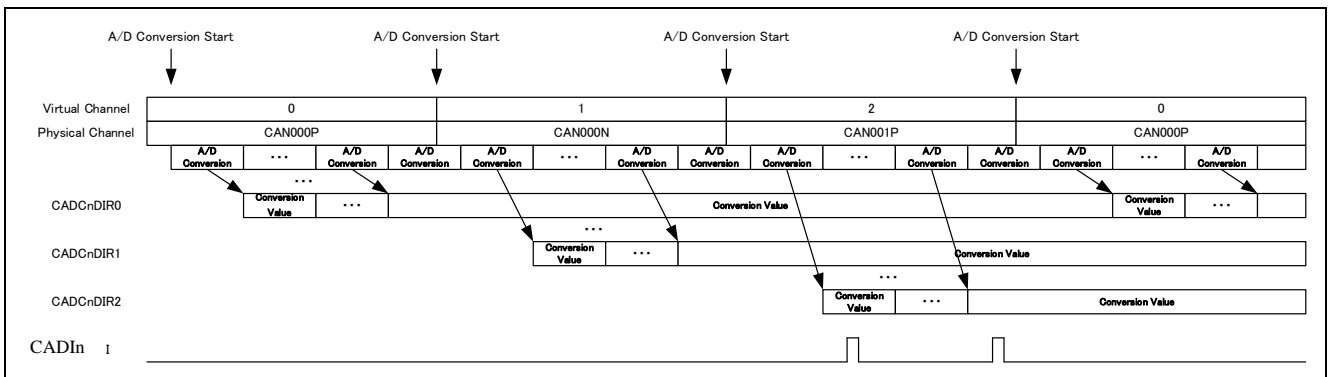 A/D Conversion Start A/D Conversion Start A/D Conversion Start A/D Conversion Start
Virtual Channel 0 1 2 0
Physical Channel CAN000P CAN000N CAN001P CAN000P
A/D Conversion ... A/D Conversion A/D Conversion A/D Conversion ... A/D Conversion A/D Conversion A/D Conversion ... A/D Conversion A/D Conversion A/D Conversion ... A/D Conversion
...
CADCnDIR0 Conversion Value ... Conversion Value Conversion Value ...
...
CADCnDIR1 Conversion Value ... Conversion Value
...
CADCnDIR2 Conversion Value ... Conversion Value
CADIn I